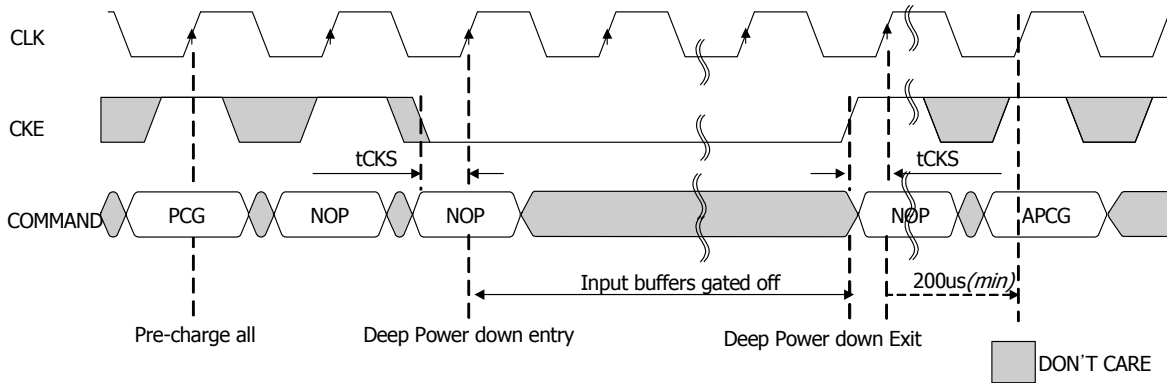 CLK
CKE
tCKS
tCKS
COMMAND
PCG
NOP
NOP
NOP
APCG
Input buffers gated off
200us(min)
Pre-charge all
Deep Power down entry
Deep Power down Exit
DON'T CARE